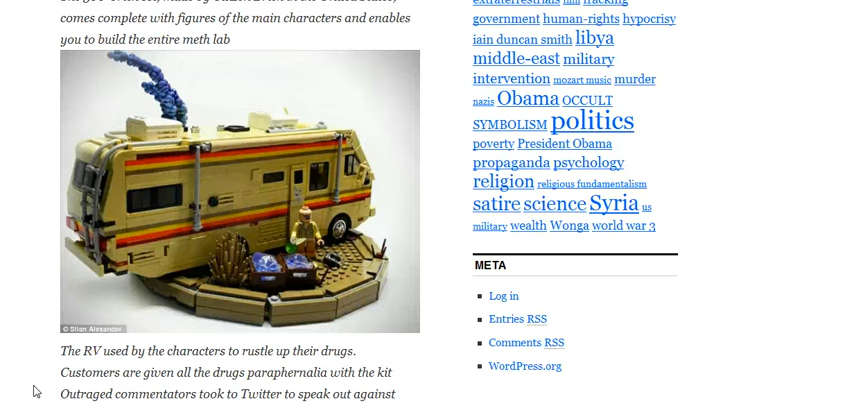 comes complete with figures of the main characters and enables
you to build the entire meth lab
© Stian Alexander
The RV used by the characters to rustle up their drugs.
Customers are given all the drugs paraphernalia with the kit
Outraged commentators took to Twitter to speak out against
government human-rights hypocrisy
iain duncan smith libya
middle-east military
intervention mozart music murder
nazis Obama OCCULT
SYMBOLISM politics
poverty President Obama
propaganda psychology
religion religious fundamentalism
satire science Syria us
military wealth Wonga world war 3
META
Log in
Entries RSS
Comments RSS
WordPress.org